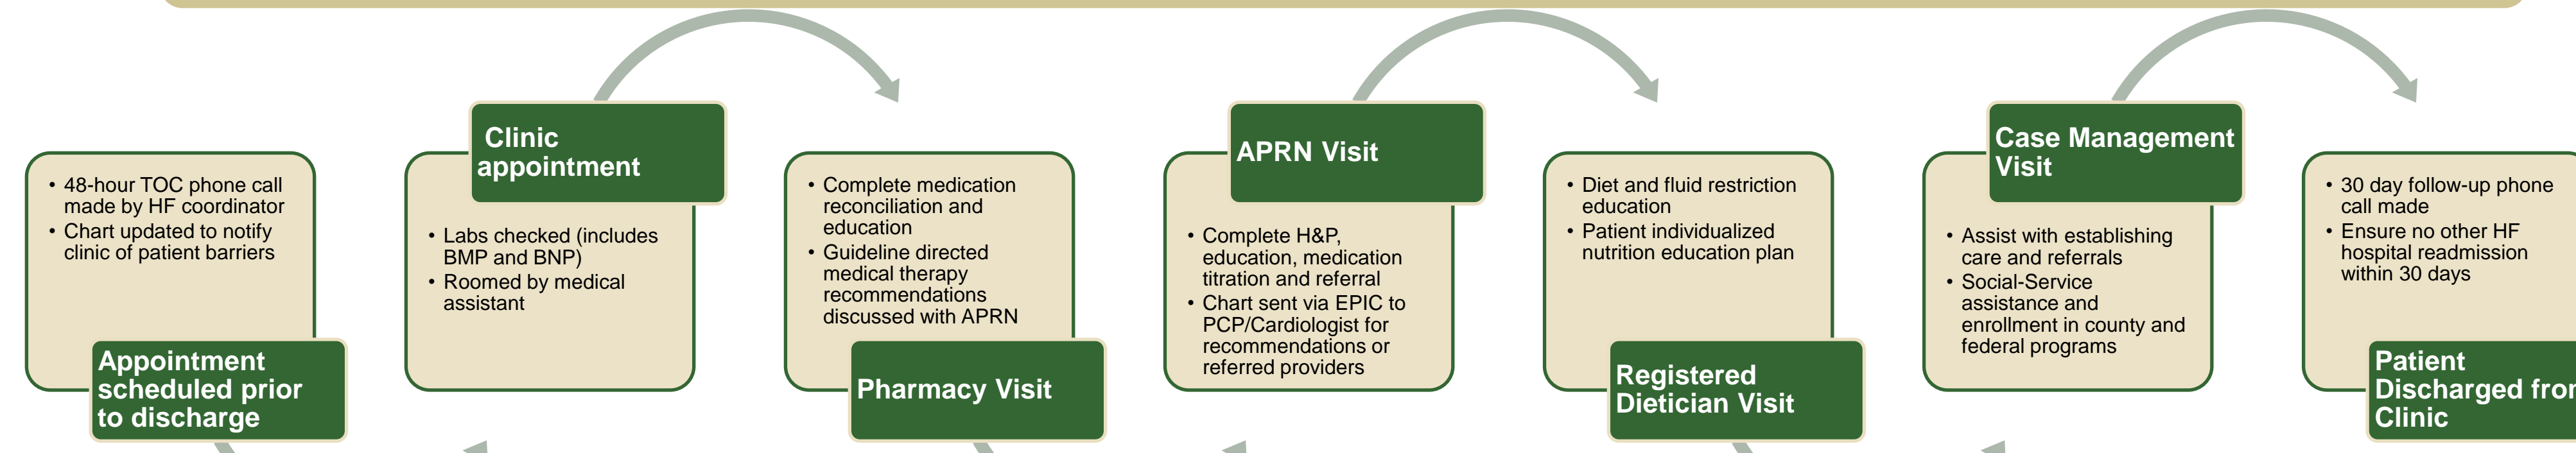 • 48-hour TOC phone call
made by HF coordinator
• Chart updated to notify
clinic of patient barriers
Appointment
scheduled prior
to discharge
Clinic
appointment
• Labs checked (includes
BMP and BNP)
• Roomed by medical
assistant
• Complete medication
reconciliation and
education
• Guideline directed
medical therapy
recommendations
discussed with APRN
Pharmacy Visit
APRN Visit
• Complete H&P,
education, medication
titration and referral
• Chart sent via EPIC to
PCP/Cardiologist for
recommendations or
referred providers
• Diet and fluid restriction
education
• Patient individualized
nutrition education plan
Registered
Dietician Visit
Case Management
Visit
• Assist with establishing
care and referrals
• Social-Service
assistance and
enrollment in county and
federal programs
• 30 day follow-up phone
call made
• Ensure no other HF
hospital readmission
within 30 days
Patient
Discharged
Clinic